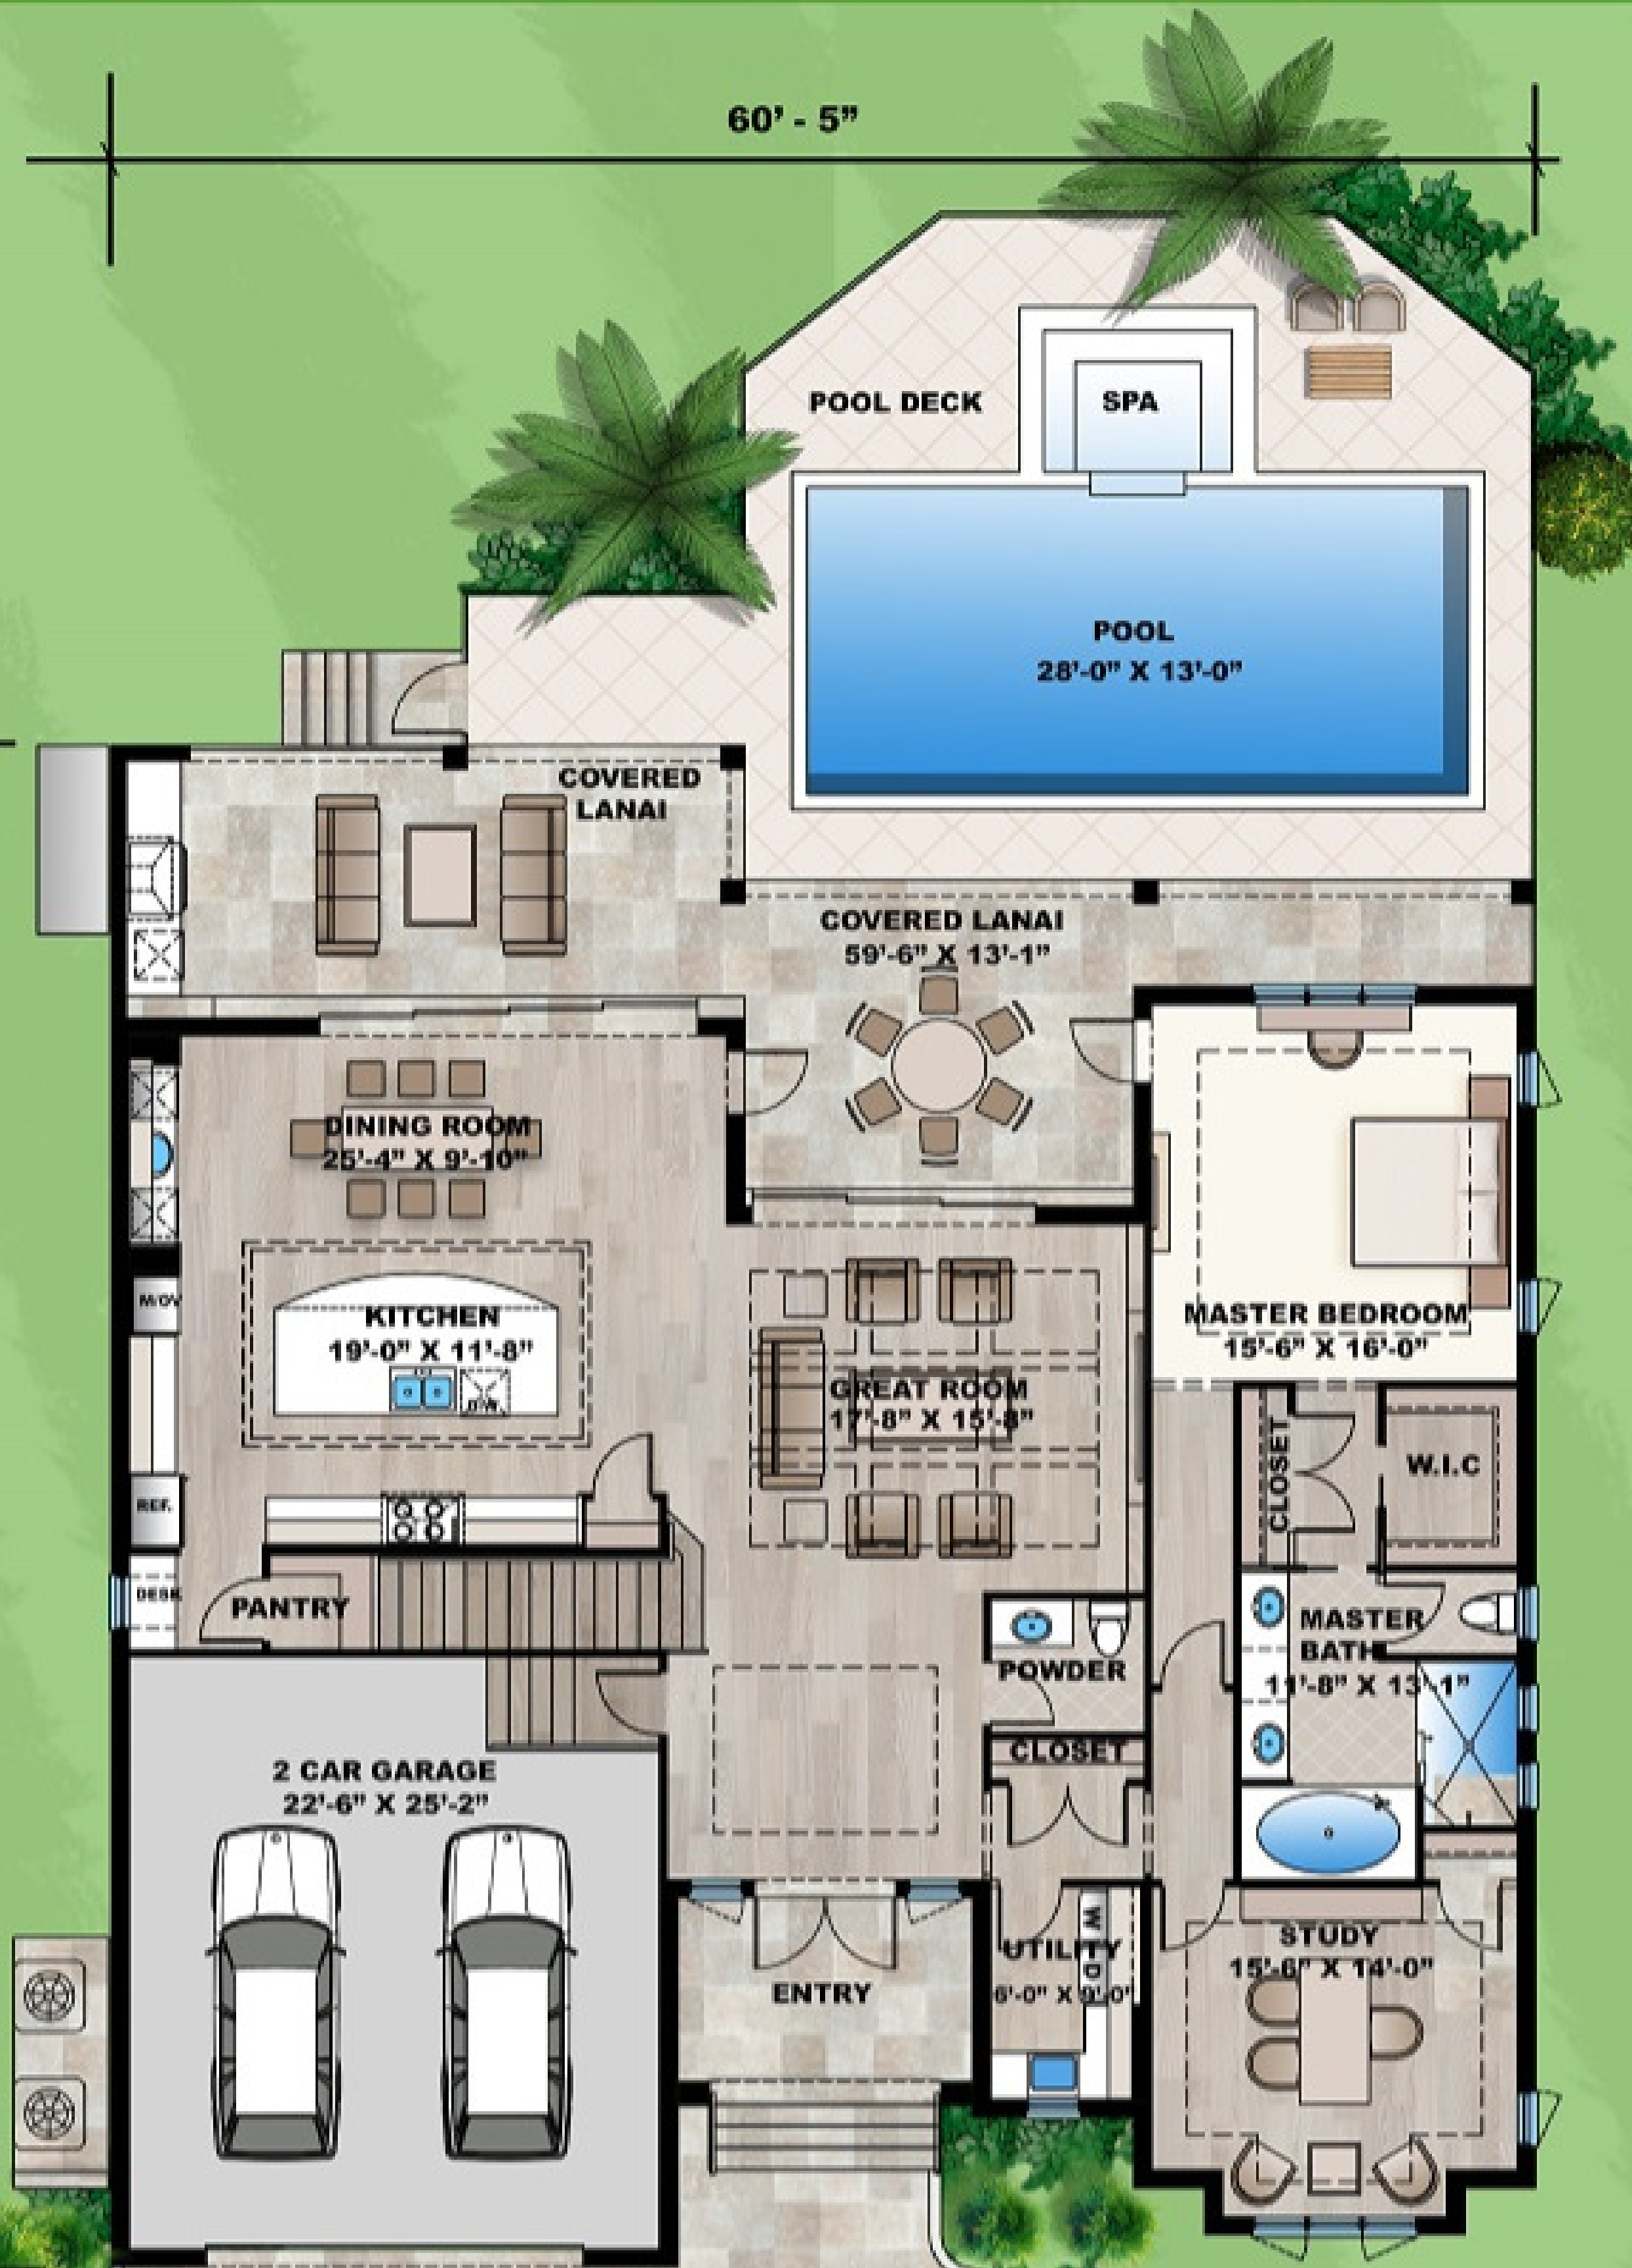 60' - 5"
POOL DECK
SPA
POOL
28'-0" X 13'-0"
COVERED
LANAI
COVERED LANAI
59'-6" X 13'-1"
DINING ROOM
25'-4" X 9'-10"
M/OV
KITCHEN
19'-0" X 11'-8"
D/W
MASTER BEDROOM
15'-6" X 16'-0"
GREAT ROOM
17'-8" X 15'-8"
CLOSET
W.I.C
REF.
DESK
PANTRY
MASTER
BATH
11'-8" X 13'-1"
POWDER
CLOSET
2 CAR GARAGE
22'-6" X 25'-2"
W
D
UTILITY
6'-0" X 9'-0"
STUDY
15'-6" X 14'-0"
ENTRY